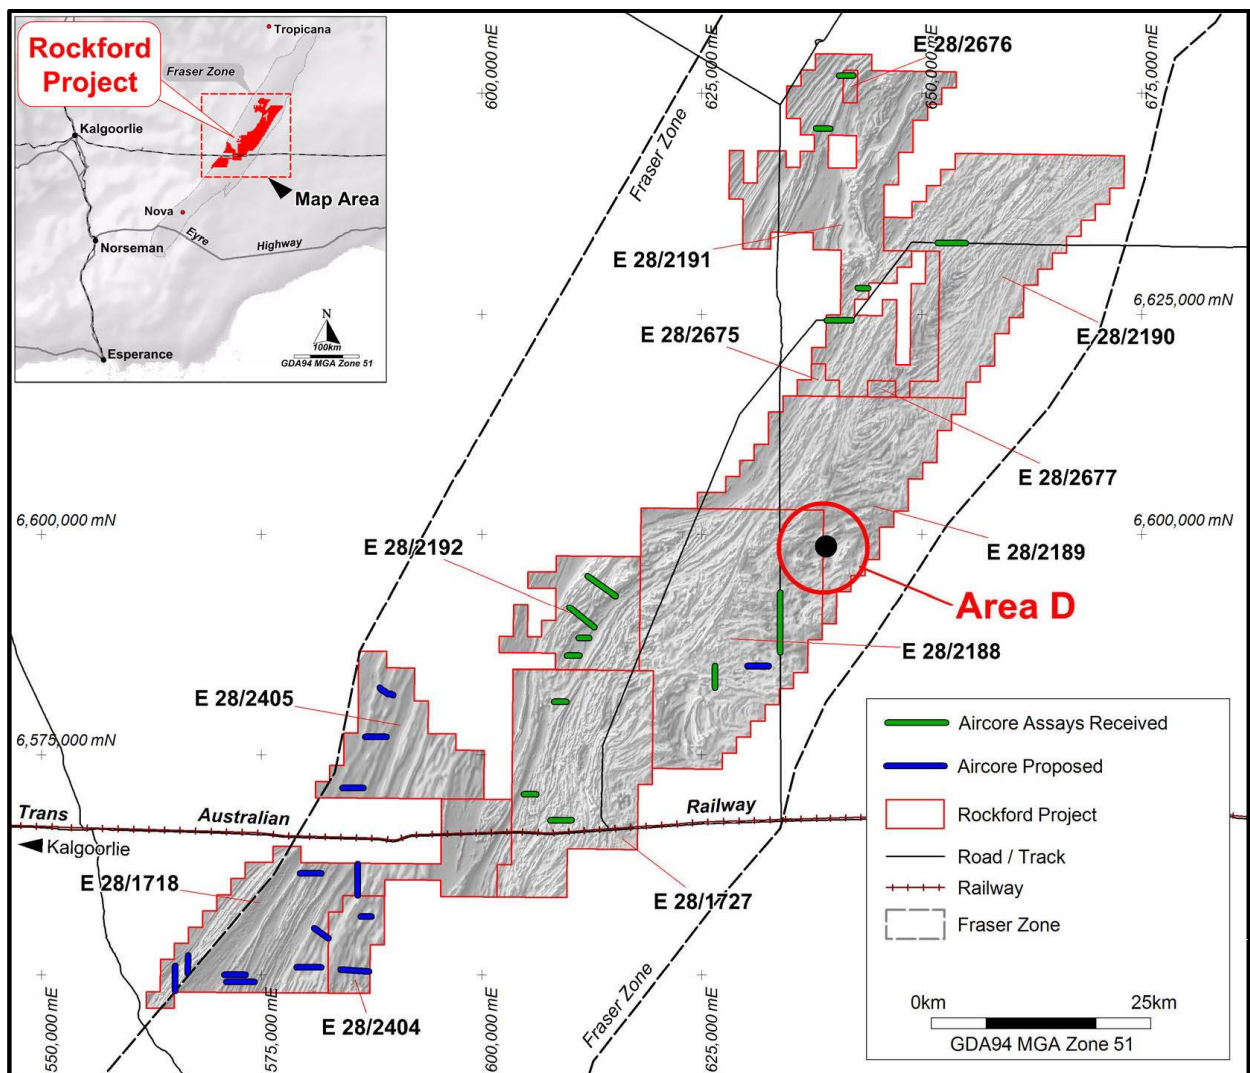 Rockford
Project
Tropicana
Fraser Zone
Kalgoorlie
Map Area
Nova
Eyre
Highway
Norseman
Esperance
N
100km
GDA94 MGA Zone 51
600,000 mE
625,000 mE
650,000 mE
675,000 mE
E 28/2676
Fraser Zone
E 28/2191
6,625,000 mN
E 28/2675
E 28/2190
E 28/2677
6,600,000 mN
6,600,000 mN
E 28/2192
E 28/2189
Area D
E 28/2188
E 28/2405
6,575,000 mN
Trans
Australian
Railway
Kalgoorlie
E 28/1718
E 28/1727
E 28/2404
Fraser Zone
550,000 mE
575,000 mE
600,000 mE
625,000 mE
Aircore Assays Received
Aircore Proposed
Rockford Project
Road / Track
Railway
Fraser Zone
0km
25km
GDA94 MGA Zone 51